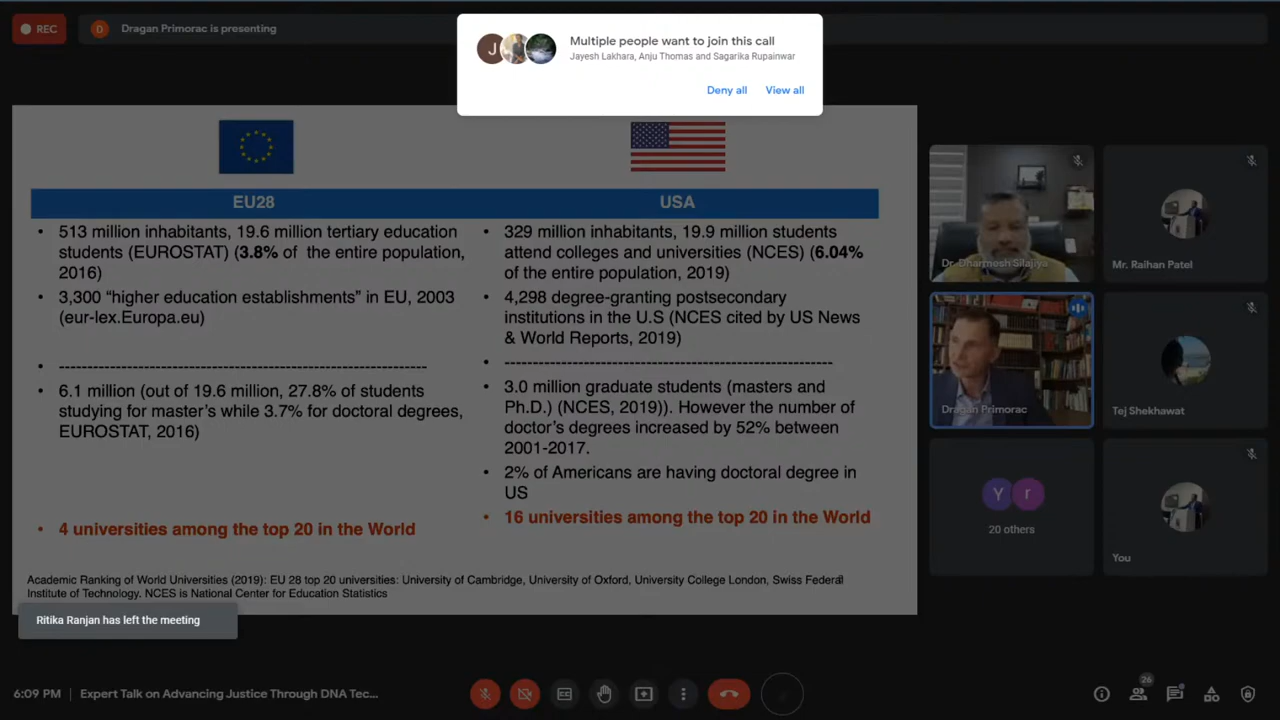 REC
D
Dragan Primorac is presenting
J
Multiple people want to join this call
Jayesh Lakhara, Anju Thomas and Sagarika Rupainwar
Deny all
View all
EU28
USA
• 513 million inhabitants, 19.6 million tertiary education
students (EUROSTAT) (3.8% of the entire population,
2016)
• 3,300 “higher education establishments” in EU, 2003
(eur-lex.Europa.eu)
• ----------------------------------------------------------------
• 6.1 million (out of 19.6 million, 27.8% of students
studying for master’s while 3.7% for doctoral degrees,
EUROSTAT, 2016)
• 4 universities among the top 20 in the World
• 329 million inhabitants, 19.9 million students
attend colleges and universities (NCES) (6.04%
of the entire population, 2019)
• 4,298 degree-granting postsecondary
institutions in the U.S (NCES cited by US News
& World Reports, 2019)
• ---------------------------------------------------------
• 3.0 million graduate students (masters and
Ph.D.) (NCES, 2019)). However the number of
doctor’s degrees increased by 52% between
2001-2017.
• 2% of Americans are having doctoral degree in
US
• 16 universities among the top 20 in the World
Academic Ranking of World Universities (2019): EU 28 top 20 universities: University of Cambridge, University of Oxford, University College London, Swiss Federal
Institute of Technology. NCES is National Center for Education Statistics
Dr. Dharmesh Silajiya
Mr. Raihan Patel
Dragan Primorac
Tej Shekhawat
Y
r
20 others
You
Ritika Ranjan has left the meeting
6:09 PM | Expert Talk on Advancing Justice Through DNA Tec...
CC
26